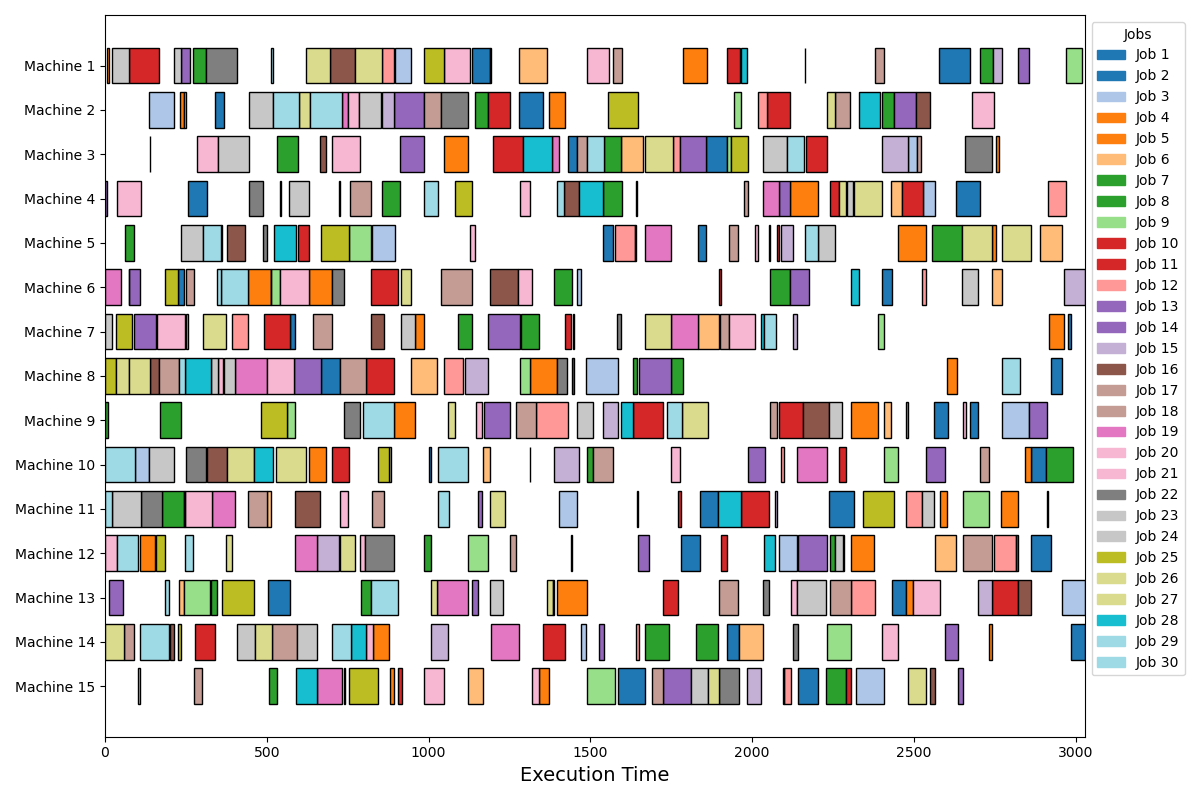 Machine 1
Machine 2
Machine 3
Machine 4
Machine 5
Machine 6
Machine 7
Machine 8
Machine 9
Machine 10
Machine 11
Machine 12
Machine 13
Machine 14
Machine 15
0 500 1000 1500 2000 2500 3000
Execution Time
Jobs
Job 1
Job 2
Job 3
Job 4
Job 5
Job 6
Job 7
Job 8
Job 9
Job 10
Job 11
Job 12
Job 13
Job 14
Job 15
Job 16
Job 17
Job 18
Job 19
Job 20
Job 21
Job 22
Job 23
Job 24
Job 25
Job 26
Job 27
Job 28
Job 29
Job 30